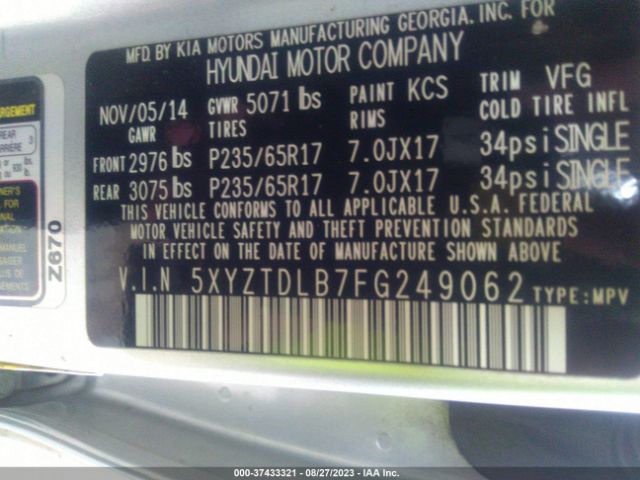 MFD. BY KIA MOTORS MANUFACTURING GEORGIA. INC. FOR
HYUNDAI MOTOR COMPANY
NOV/05/14 GVWR 5071 lbs PAINT KCS TRIM VFG
GAWR TIRES RIMS COLD TIRE INFL
FRONT 2976 lbs P235/65R17 7.0JX17 34psi SINGLE
REAR 3075 lbs P235/65R17 7.0JX17 34psi SINGLE
THIS VEHICLE CONFORMS TO ALL APPLICABLE U.S.A. FEDERAL
MOTOR VEHICLE SAFETY AND THEFT PREVENTION STANDARDS
IN EFFECT ON THE DATE OF MANUFACTURE SHOWN ABOVE
V.I.N 5XYZTDLB7FG249062 TYPE:MPV
REAR
3
lbs.
MANUEL
Z670
000-37433321 - 08/27/2023 - IAA Inc.